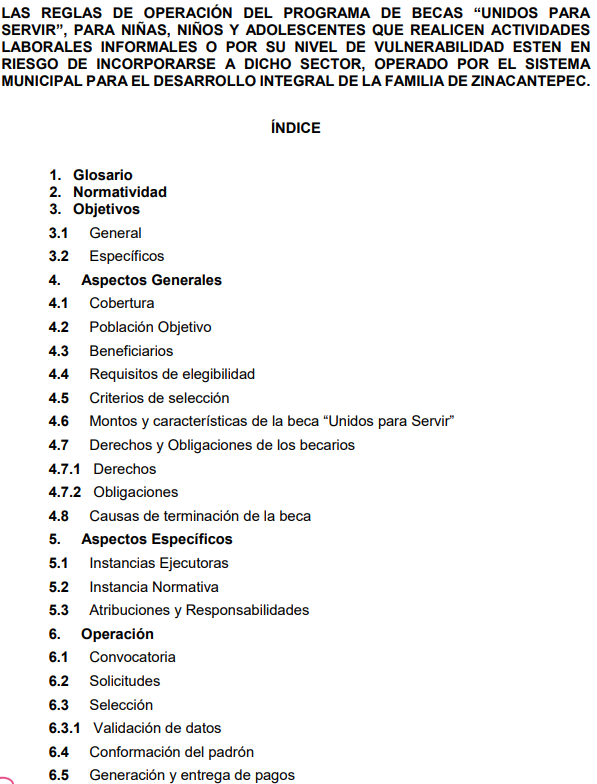 LAS REGLAS DE OPERACIÓN DEL PROGRAMA DE BECAS “UNIDOS PARA
SERVIR”, PARA NIÑAS, NIÑOS Y ADOLESCENTES QUE REALICEN ACTIVIDADES
LABORALES INFORMALES O POR SU NIVEL DE VULNERABILIDAD ESTEN EN
RIESGO DE INCORPORARSE A DICHO SECTOR, OPERADO POR EL SISTEMA
MUNICIPAL PARA EL DESARROLLO INTEGRAL DE LA FAMILIA DE ZINACANTEPEC.
ÍNDICE
1. Glosario
2. Normatividad
3. Objetivos
3.1 General
3.2 Específicos
4. Aspectos Generales
4.1 Cobertura
4.2 Población Objetivo
4.3 Beneficiarios
4.4 Requisitos de elegibilidad
4.5 Criterios de selección
4.6 Montos y características de la beca “Unidos para Servir”
4.7 Derechos y Obligaciones de los becarios
4.7.1 Derechos
4.7.2 Obligaciones
4.8 Causas de terminación de la beca
5. Aspectos Específicos
5.1 Instancias Ejecutoras
5.2 Instancia Normativa
5.3 Atribuciones y Responsabilidades
6. Operación
6.1 Convocatoria
6.2 Solicitudes
6.3 Selección
6.3.1 Validación de datos
6.4 Conformación del padrón
6.5 Generación y entrega de pagos